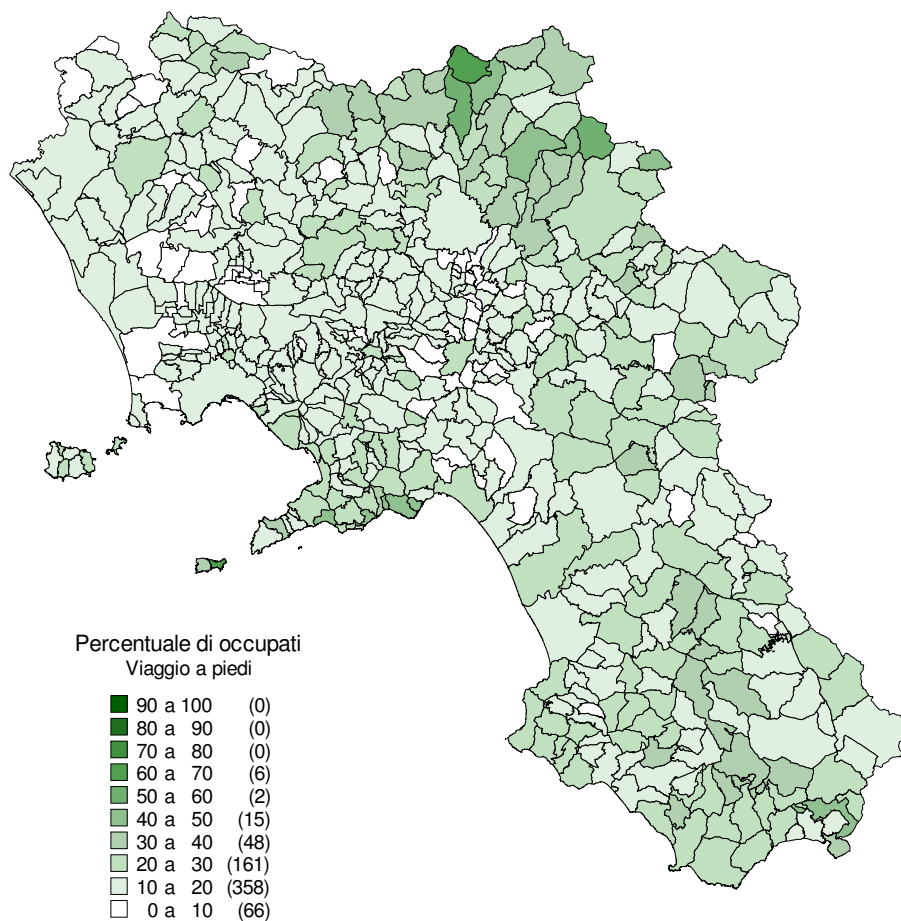 Percentuale di occupati
Viaggio a piedi
90 a 100 (0)
80 a 90 (0)
70 a 80 (0)
60 a 70 (6)
50 a 60 (2)
40 a 50 (15)
30 a 40 (48)
20 a 30 (161)
10 a 20 (358)
0 a 10 (66)